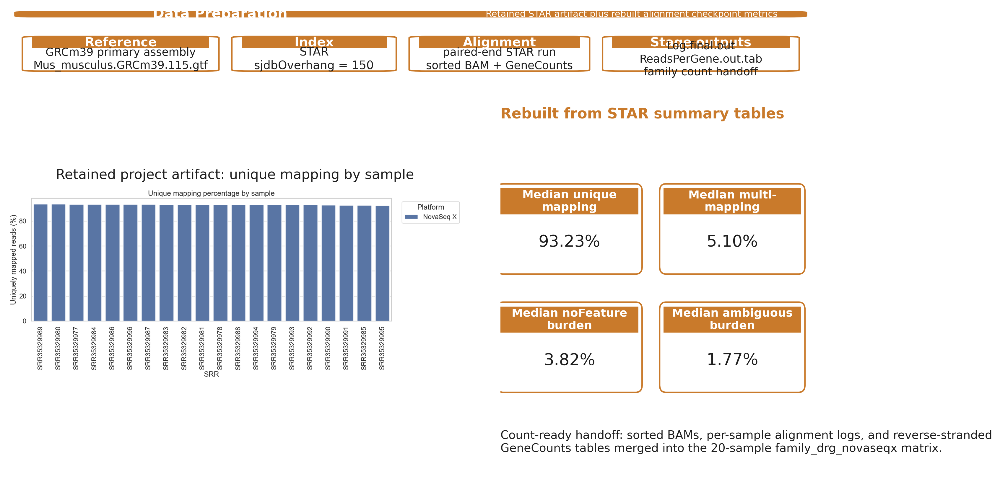 Data Preparation
Retained STAR artifact plus rebuilt alignment checkpoint metrics
Reference
GRCm39 primary assembly
Mus_musculus.GRCm39.115.gtf
Index
STAR
sjdbOverhang = 150
Alignment
paired-end STAR run
sorted BAM + GeneCounts
Stage outputs
Log.final.out
ReadsPerGene.out.tab
family count handoff
Retained project artifact: unique mapping by sample
Unique mapping percentage by sample
Uniquely mapped reads (%)
80
60
40
20
0
SRR35329989
SRR35329980
SRR35329977
SRR35329984
SRR35329986
SRR35329996
SRR35329987
SRR35329983
SRR35329982
SRR35329981
SRR35329978
SRR35329988
SRR35329994
SRR35329979
SRR35329993
SRR35329992
SRR35329990
SRR35329991
SRR35329985
SRR35329995
SRR
Platform
NovaSeq X
Rebuilt from STAR summary tables
Median unique
mapping
93.23%
Median multi-
mapping
5.10%
Median noFeature
burden
3.82%
Median ambiguous
burden
1.77%
Count-ready handoff: sorted BAMs, per-sample alignment logs, and reverse-stranded
GeneCounts tables merged into the 20-sample family_drg_novaseqx matrix.